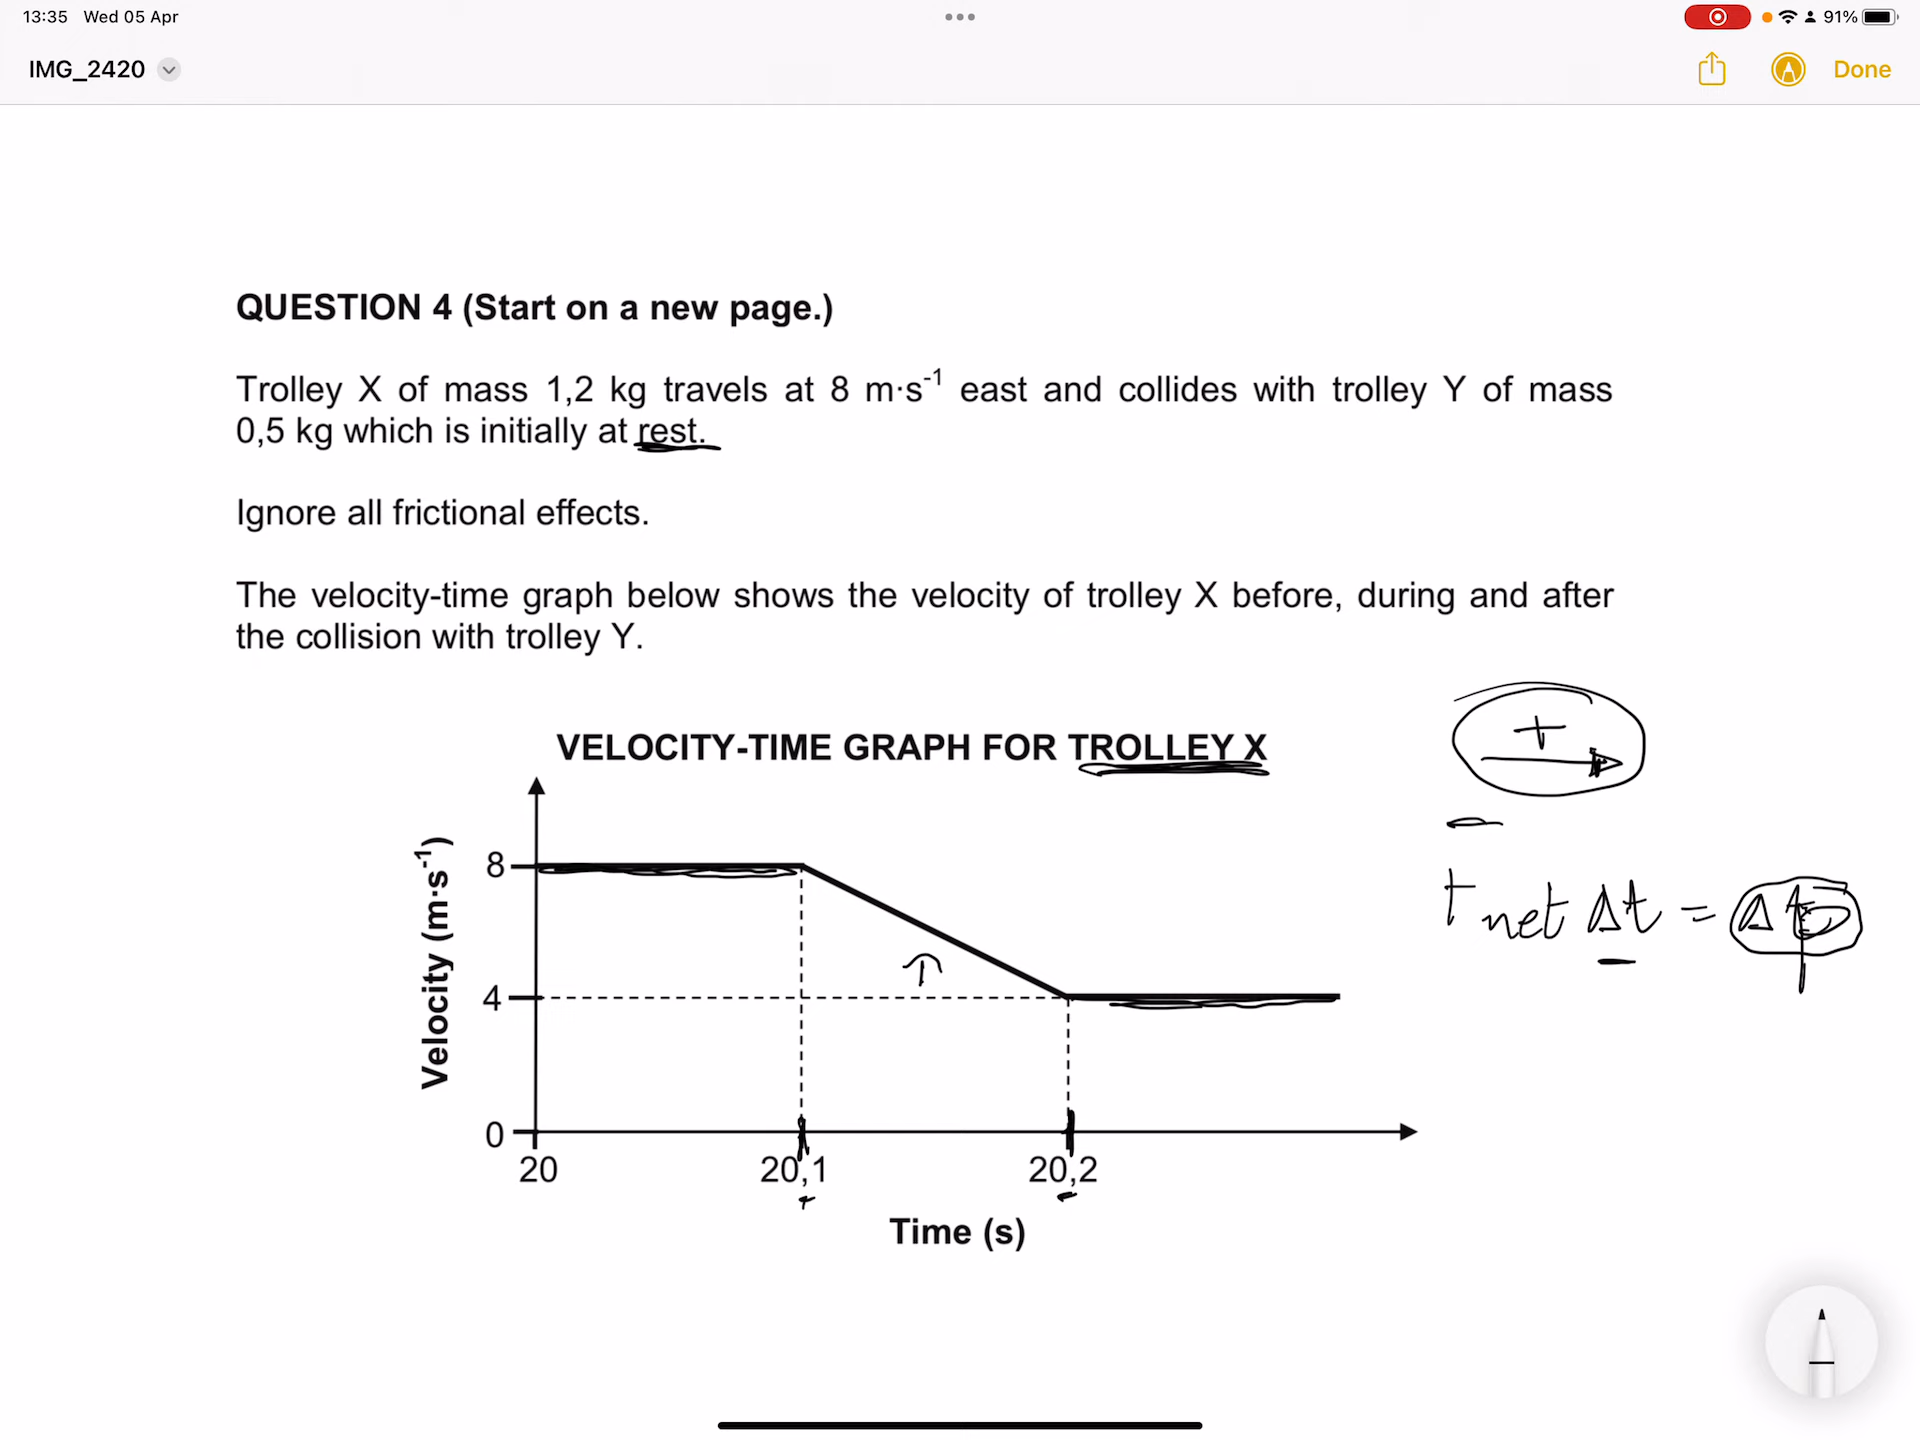 13:35 Wed 05 Apr
91%
IMG_2420
Done
QUESTION 4 (Start on a new page.)
Trolley X of mass 1,2 kg travels at 8 m·s⁻¹ east and collides with trolley Y of mass
0,5 kg which is initially at rest.
Ignore all frictional effects.
The velocity-time graph below shows the velocity of trolley X before, during and after
the collision with trolley Y.
VELOCITY-TIME GRAPH FOR TROLLEY X
+
Velocity (m·s⁻¹)
8
Fnet Δt = Δp
4
0
20
20,1
20,2
Time (s)